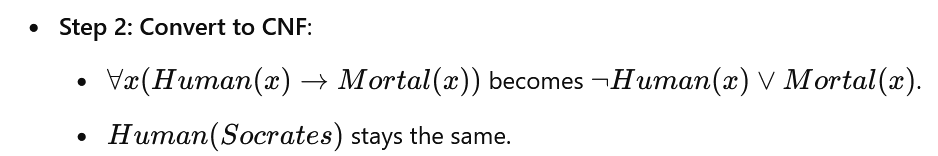 • Step 2: Convert to CNF:
• ∀x(Human(x) → Mortal(x)) becomes ¬Human(x) ∨ Mortal(x).
• Human(Socrates) stays the same.